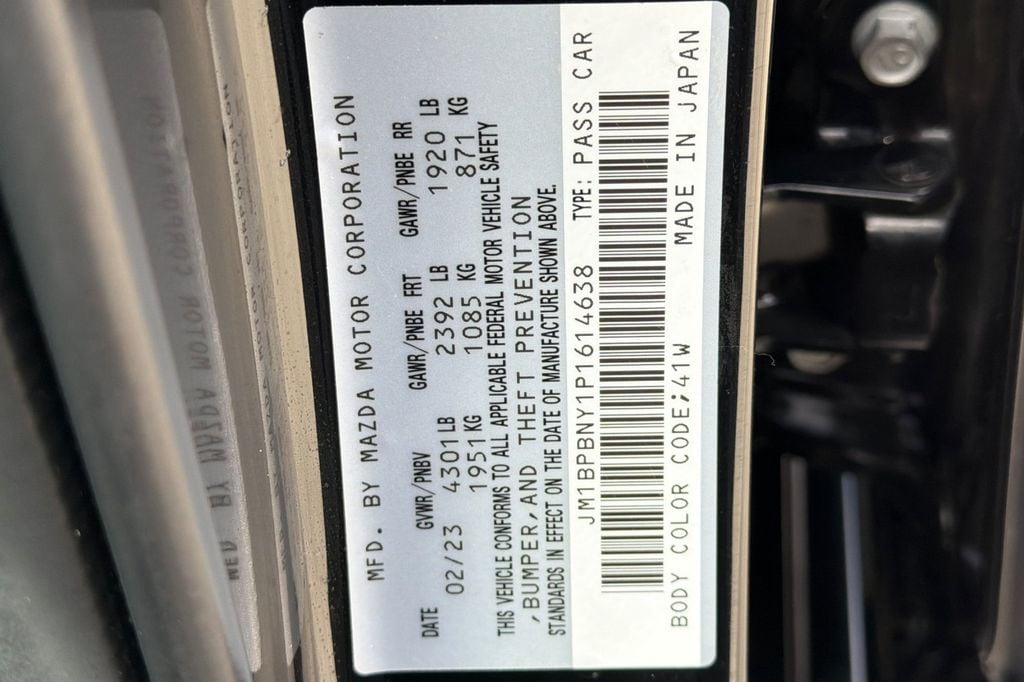 MFD. BY MAZDA MOTOR CORPORATION
DATE GVWR/PNBV GAWR/PNBE FRT GAWR/PNBE RR
02/23 4301LB 2392 LB 1920 LB
1951KG 1085 KG 871 KG
THIS VEHICLE CONFORMS TO ALL APPLICABLE FEDERAL MOTOR VEHICLE SAFETY
,BUMPER,AND THEFT PREVENTION
STANDARDS IN EFFECT ON THE DATE OF MANUFACTURE SHOWN ABOVE.
JM1BPBNY1P1614638 TYPE: PASS CAR
BODY COLOR CODE;41W MADE IN JAPAN